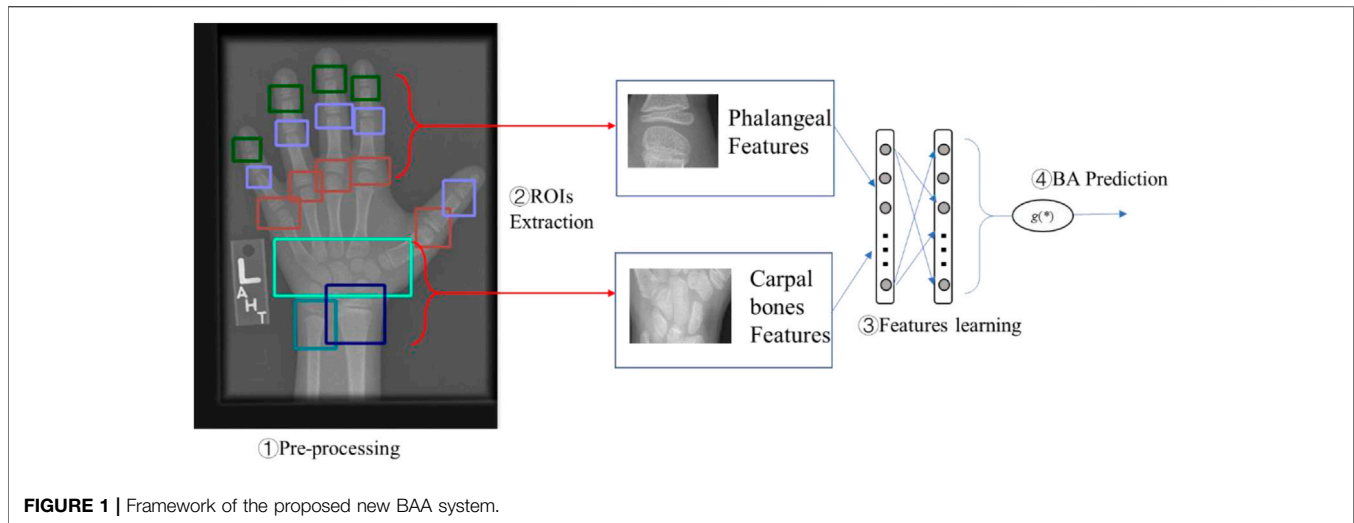 L
AHT
①Pre-processing
②ROIs
Extraction
Phalangeal
Features
Carpal
bones
Features
③Features learning
④BA Prediction
g(*)
FIGURE 1 | Framework of the proposed new BAA system.